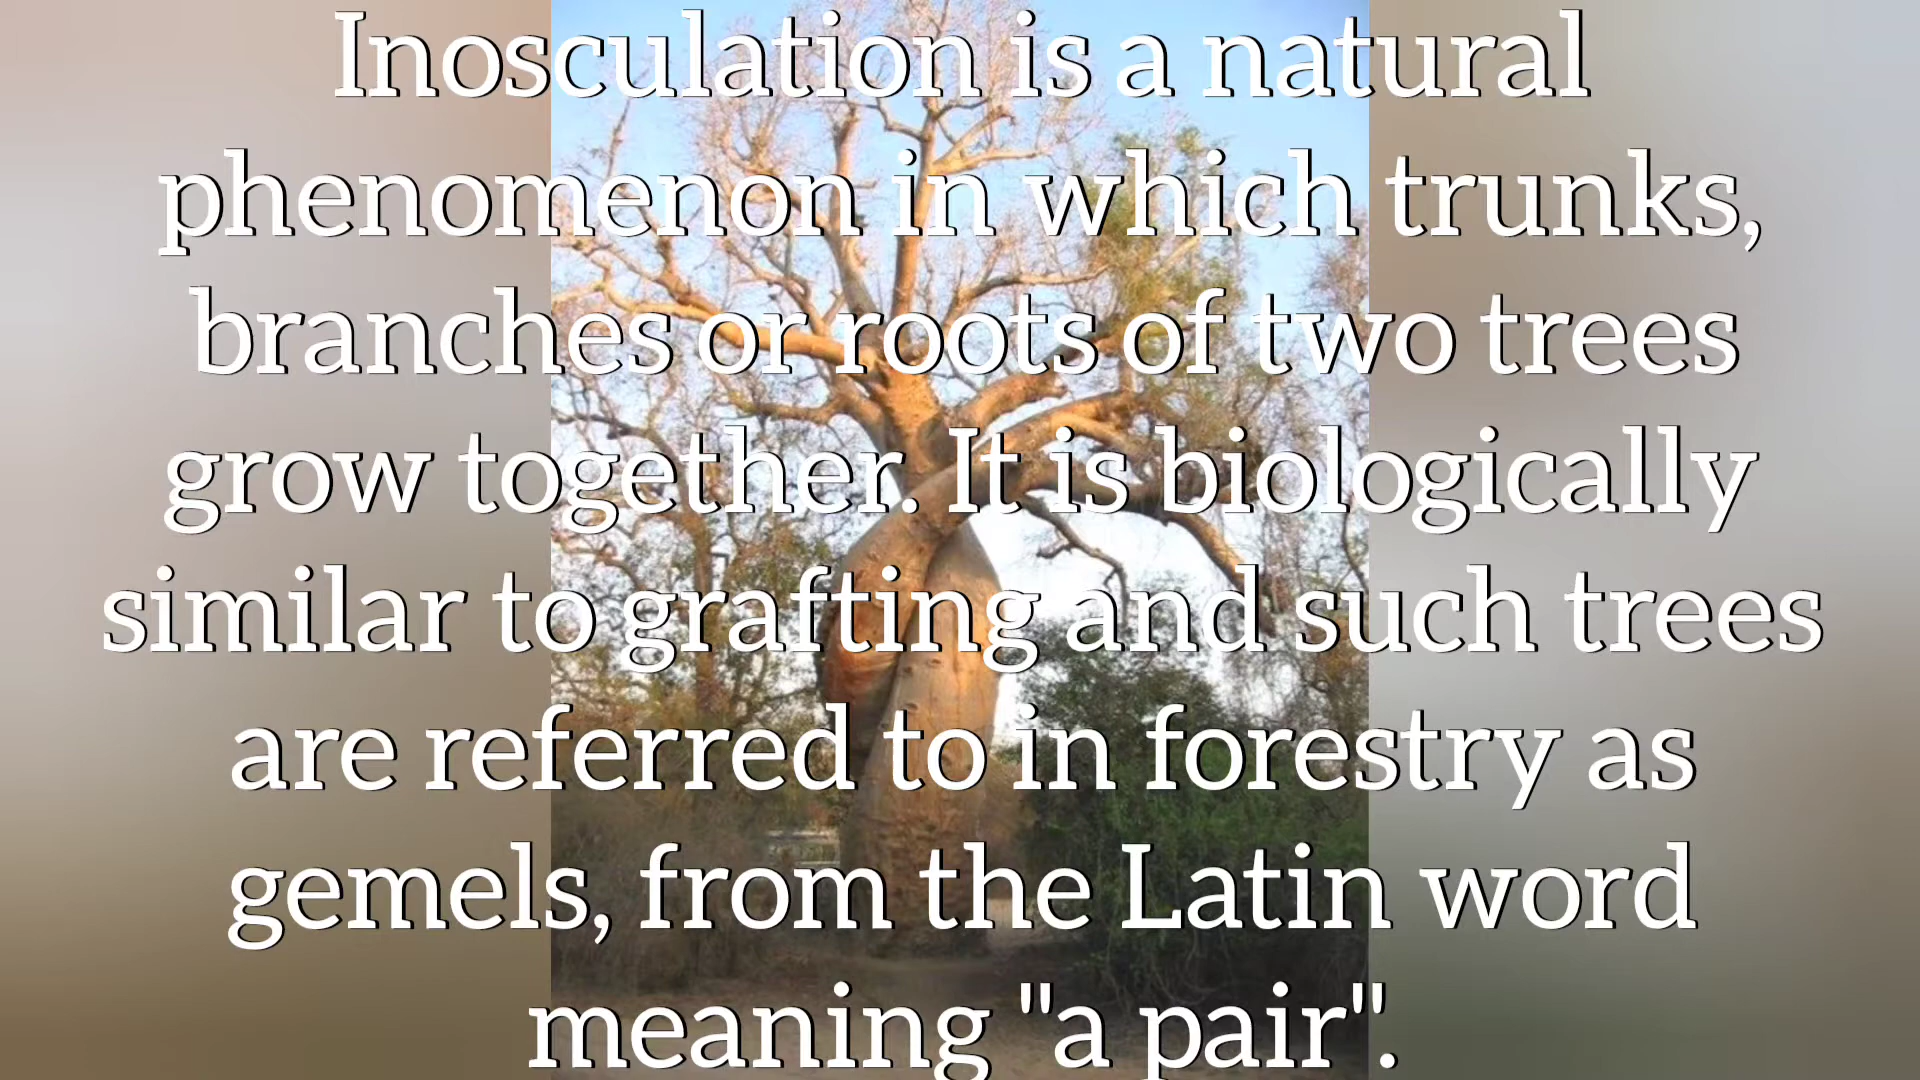 Inosculation is a natural
phenomenon in which trunks,
branches or roots of two trees
grow together. It is biologically
similar to grafting and such trees
are referred to in forestry as
gemels, from the Latin word
meaning "a pair".